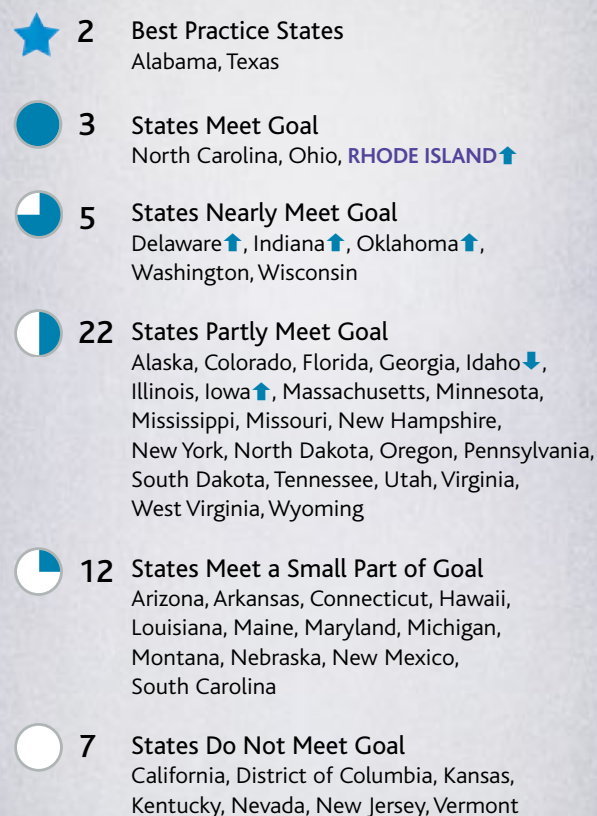 2 Best Practice States
Alabama, Texas
3 States Meet Goal
North Carolina, Ohio, RHODE ISLAND⬆
5 States Nearly Meet Goal
Delaware⬆, Indiana⬆, Oklahoma⬆,
Washington, Wisconsin
22 States Partly Meet Goal
Alaska, Colorado, Florida, Georgia, Idaho⬇,
Illinois, Iowa⬆, Massachusetts, Minnesota,
Mississippi, Missouri, New Hampshire,
New York, North Dakota, Oregon, Pennsylvania,
South Dakota, Tennessee, Utah, Virginia,
West Virginia, Wyoming
12 States Meet a Small Part of Goal
Arizona, Arkansas, Connecticut, Hawaii,
Louisiana, Maine, Maryland, Michigan,
Montana, Nebraska, New Mexico,
South Carolina
7 States Do Not Meet Goal
California, District of Columbia, Kansas,
Kentucky, Nevada, New Jersey, Vermont